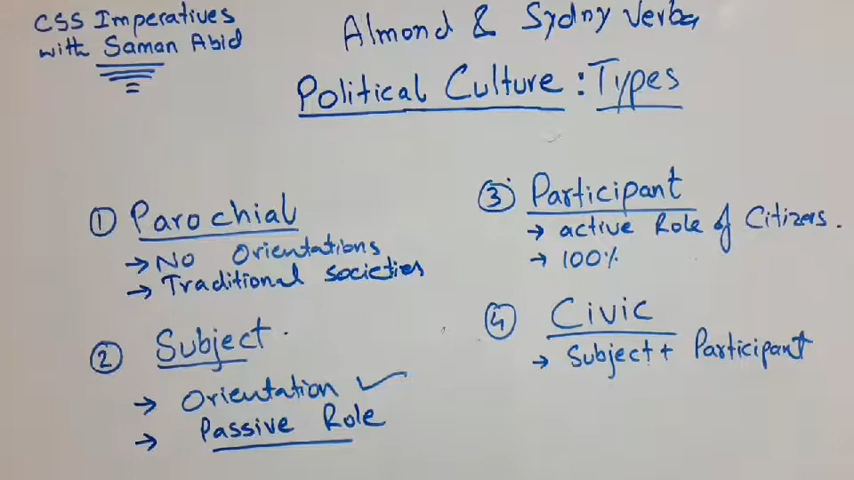 CSS Imperatives
with Saman Abid
Almond & Sydny Verba
Political Culture : Types
① Parochial
→ No Orientations
→ Traditional societies
② Subject.
→ Orientation ✓
→ Passive Role
③ Participant
→ active Role of Citizens.
→ 100%
④ Civic
→ Subject + Participant